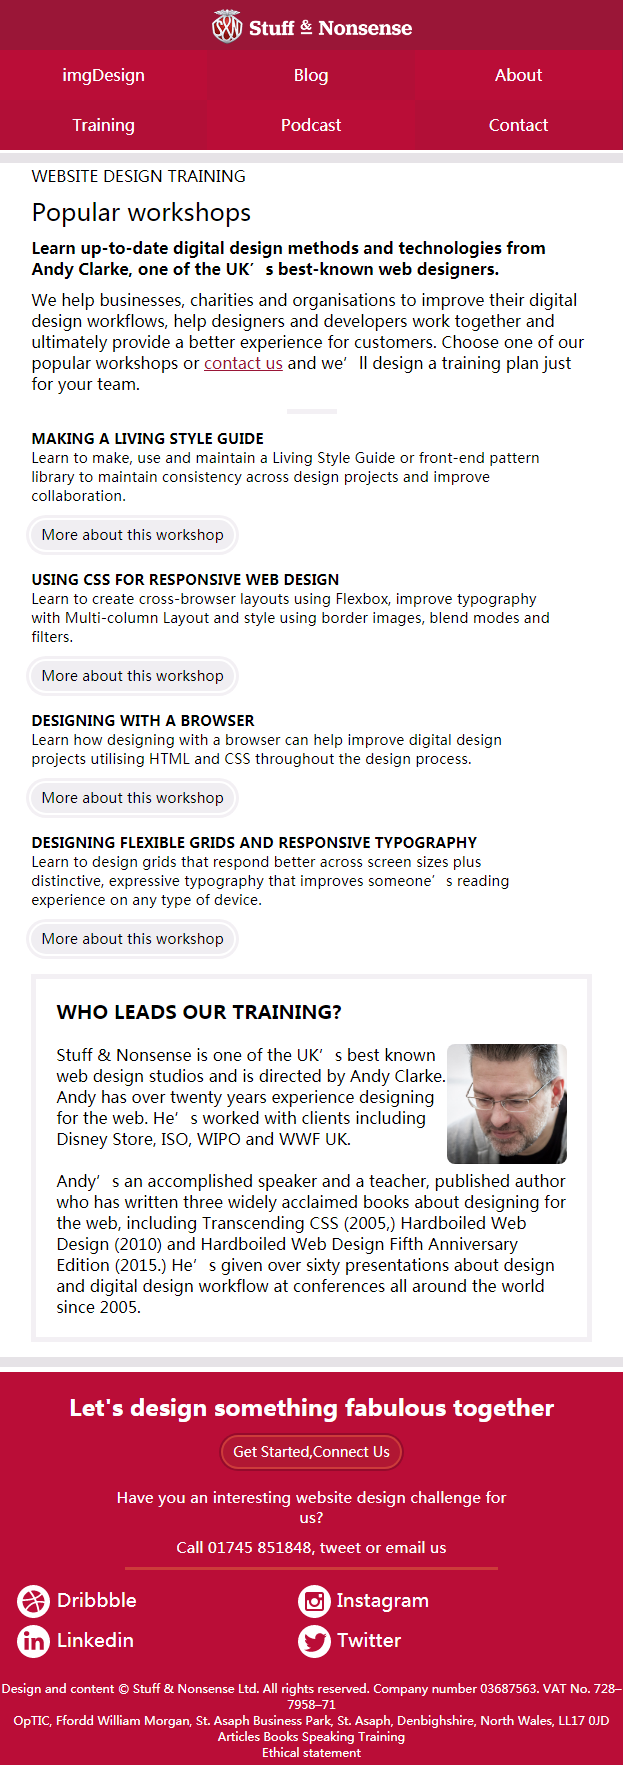 Stuff & Nonsense
imgDesign Blog About
Training Podcast Contact
WEBSITE DESIGN TRAINING
Popular workshops
Learn up-to-date digital design methods and technologies from
Andy Clarke, one of the UK’s best-known web designers.
We help businesses, charities and organisations to improve their digital
design workflows, help designers and developers work together and
ultimately provide a better experience for customers. Choose one of our
popular workshops or contact us and we’ll design a training plan just
for your team.
MAKING A LIVING STYLE GUIDE
Learn to make, use and maintain a Living Style Guide or front-end pattern
library to maintain consistency across design projects and improve
collaboration.
More about this workshop
USING CSS FOR RESPONSIVE WEB DESIGN
Learn to create cross-browser layouts using Flexbox, improve typography
with Multi-column Layout and style using border images, blend modes and
filters.
More about this workshop
DESIGNING WITH A BROWSER
Learn how designing with a browser can help improve digital design
projects utilising HTML and CSS throughout the design process.
More about this workshop
DESIGNING FLEXIBLE GRIDS AND RESPONSIVE TYPOGRAPHY
Learn to design grids that respond better across screen sizes plus
distinctive, expressive typography that improves someone’s reading
experience on any type of device.
More about this workshop
WHO LEADS OUR TRAINING?
Stuff & Nonsense is one of the UK’s best known
web design studios and is directed by Andy Clarke.
Andy has over twenty years experience designing
for the web. He’s worked with clients including
Disney Store, ISO, WIPO and WWF UK.
Andy’s an accomplished speaker and a teacher, published author
who has written three widely acclaimed books about designing for
the web, including Transcending CSS (2005,) Hardboiled Web
Design (2010) and Hardboiled Web Design Fifth Anniversary
Edition (2015.) He’s given over sixty presentations about design
and digital design workflow at conferences all around the world
since 2005.
Let's design something fabulous together
Get Started,Connect Us
Have you an interesting website design challenge for
us?
Call 01745 851848, tweet or email us
Dribbble Instagram
Linkedin Twitter
Design and content © Stuff & Nonsense Ltd. All rights reserved. Company number 03687563. VAT No. 728–
7958–71
OpTIC, Ffordd William Morgan, St. Asaph Business Park, St. Asaph, Denbighshire, North Wales, LL17 0JD
Articles Books Speaking Training
Ethical statement